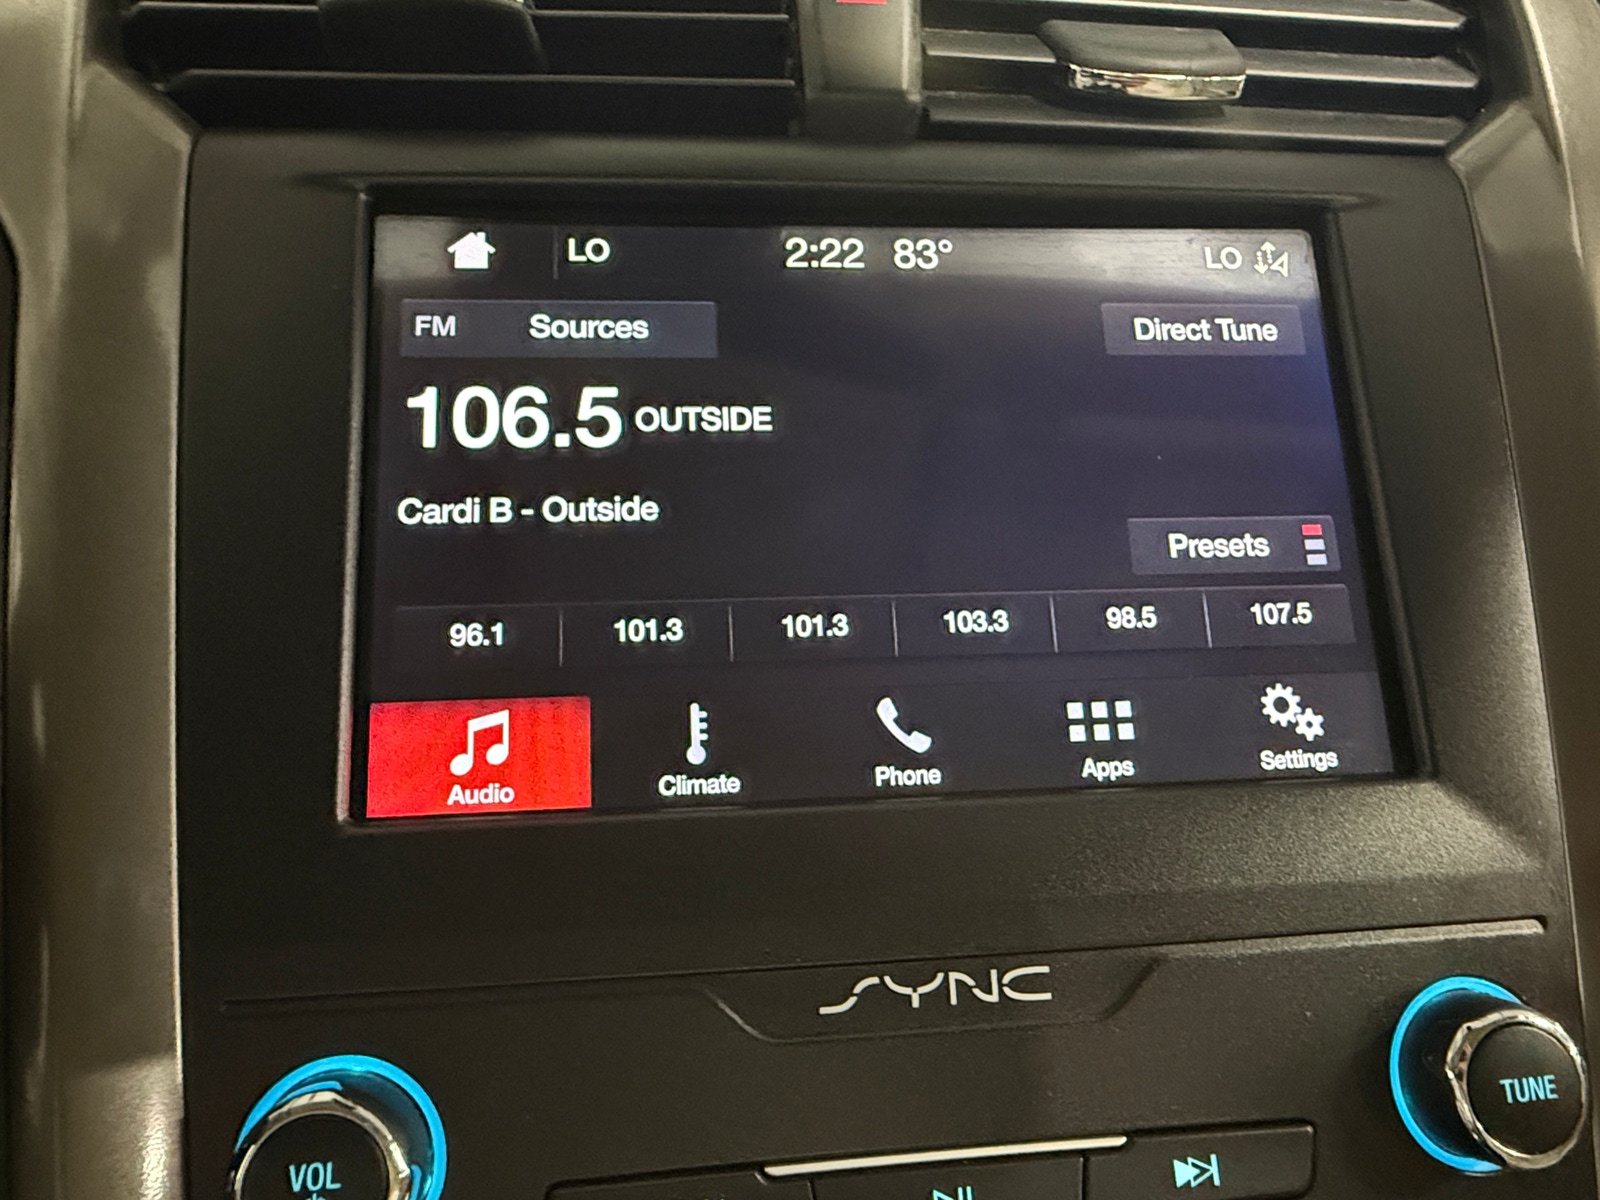 LO 2:22 83° LO
FM Sources Direct Tune
106.5 OUTSIDE
Cardi B - Outside
Presets
96.1 101.3 101.3 103.3 98.5 107.5
Audio Climate Phone Apps Settings
SYNC
VOL TUNE